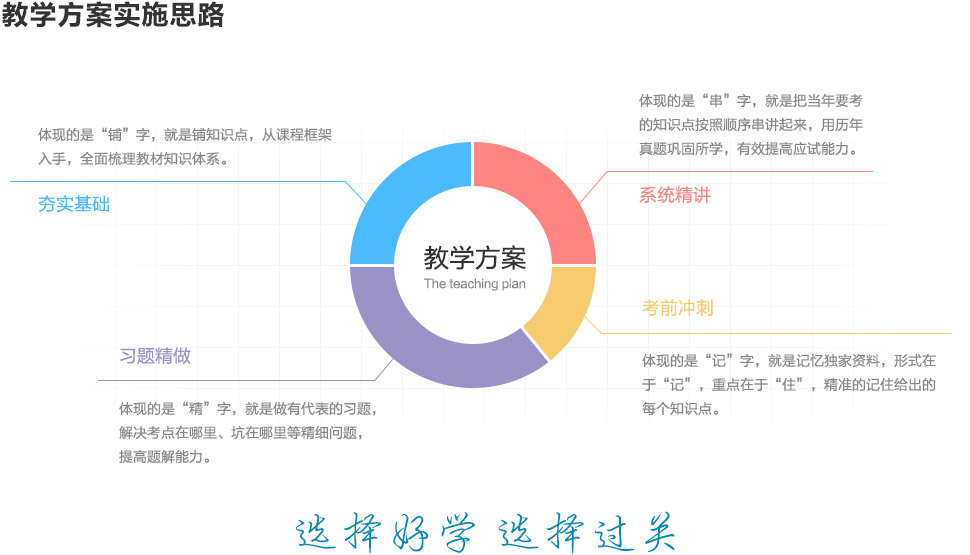 教学方案实施思路
体现的是“铺”字，就是铺知识点，从课程框架
入手，全面梳理教材知识体系。
夯实基础
体现的是“串”字，就是把当年要考
的知识点按照顺序串讲起来，用历年
真题巩固所学，有效提高应试能力。
系统精讲
教学方案
The teaching plan
考前冲刺
体现的是“记”字，就是记忆独家资料，形式在
于“记”，重点在于“住”，精准的记住给出的
每个知识点。
习题精做
体现的是“精”字，就是做有代表的习题，
解决考点在哪里、坑在哪里等精细问题，
提高题解能力。
选择好学 选择过关